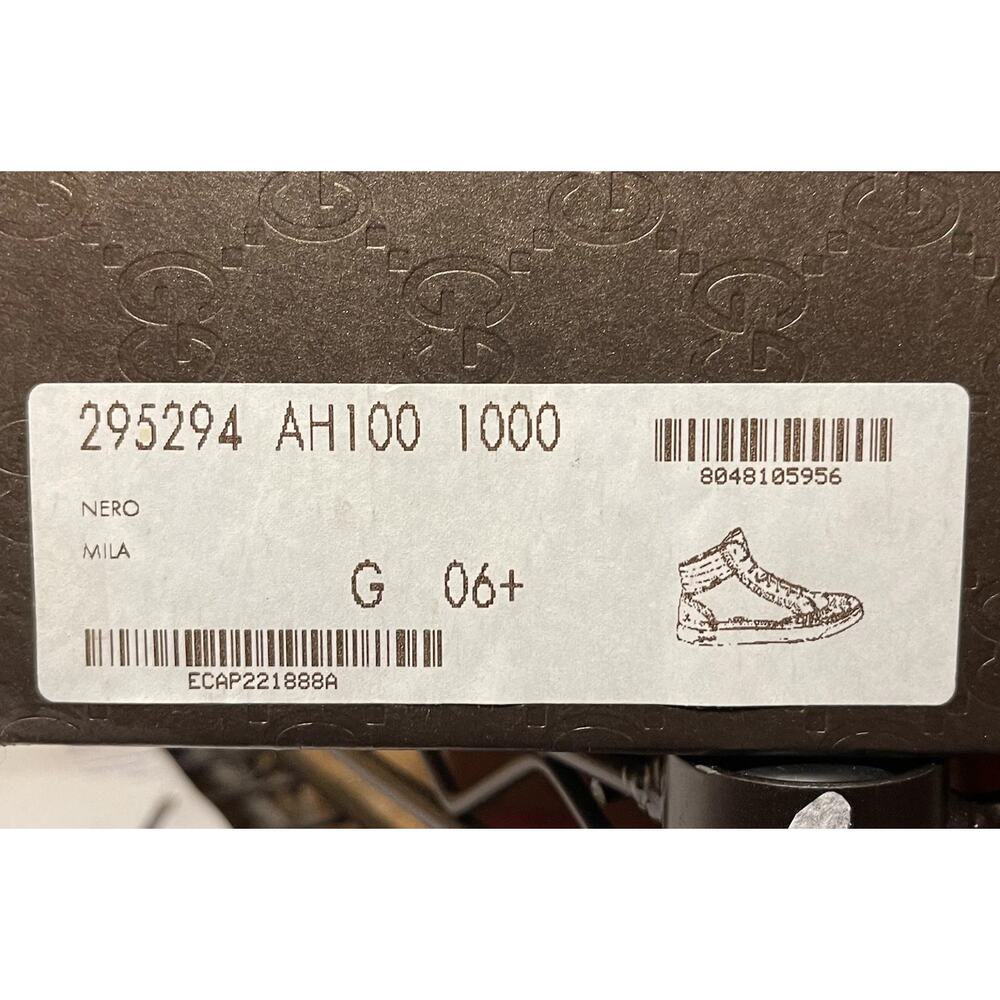 295294 AH100 1000
8048105956
NERO
MILA
G 06+
ECAP221888A